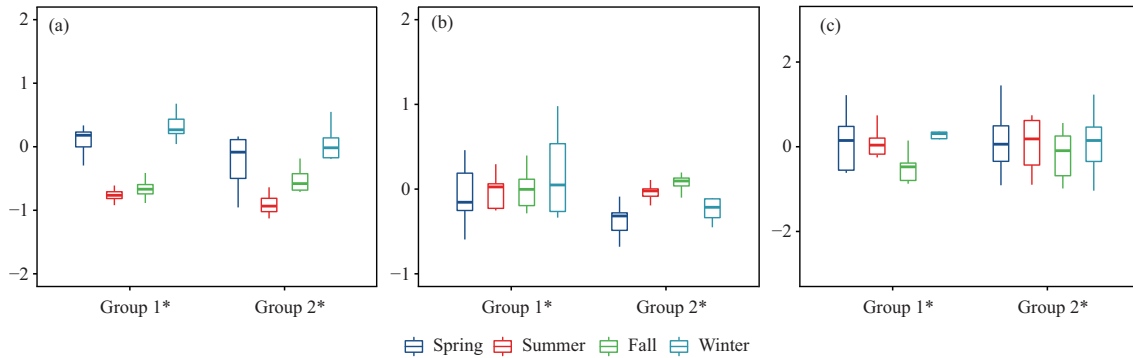 (a)
2
1
0
−1
−2
Group 1*
Group 2*
(b)
2
1
0
−1
Group 1*
Group 2*
(c)
2
0
−2
Group 1*
Group 2*
Spring Summer Fall Winter